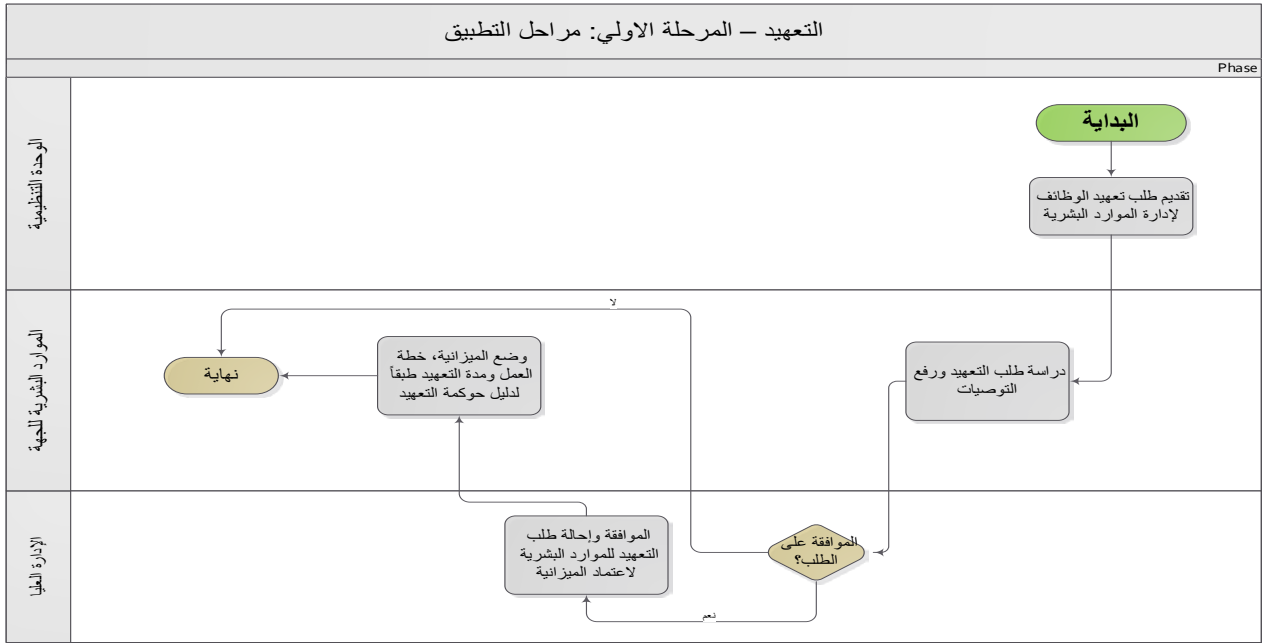 التعهيد – المرحلة الاولي: مراحل التطبيق
Phase
الوحدة التنظيمية
البداية
تقديم طلب تعهيد الوظائف
لإدارة الموارد البشرية
الموارد البشرية للجهة
دراسة طلب التعهيد ورفع
التوصيات
لا
وضع الميزانية، خطة
العمل ومدة التعهيد طبقاً
لدليل حوكمة التعهيد
نهاية
الإدارة العليا
الموافقة على
الطلب؟
نعم
الموافقة وإحالة طلب
التعهيد للموارد البشرية
لاعتماد الميزانية